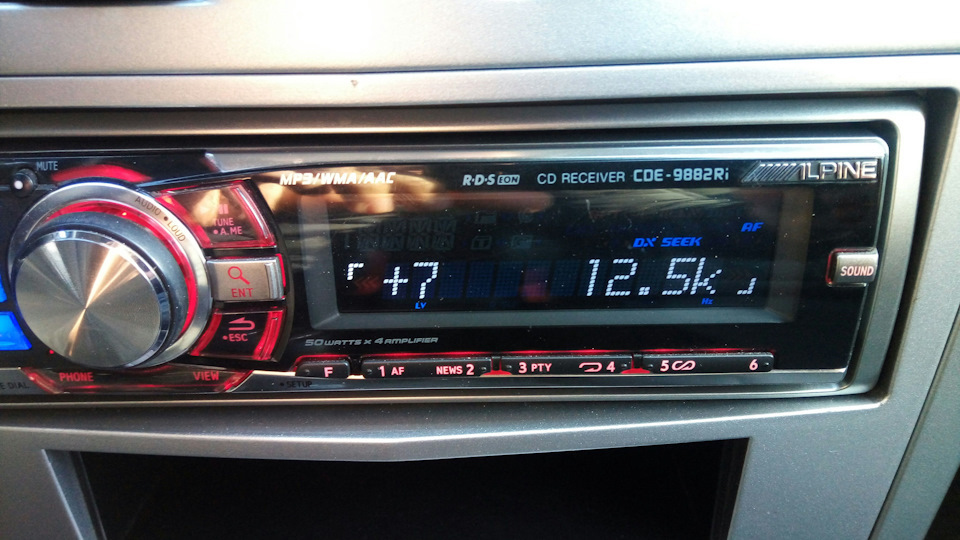 MUTE
MP3/WMA/AAC R·D·S EON CD RECEIVER CDE-9882Ri ALPINE
AUDIO • LOUD
TUNE
• A.ME
AF
DX SEEK
ENT
「 +7 12.5k 」
LV Hz
SOUND
• ESC
50WATTS x 4 AMPLIFIER
PHONE VIEW
F 1 AF NEWS 2 3 PTY 4 5 6
E DIAL • SETUP